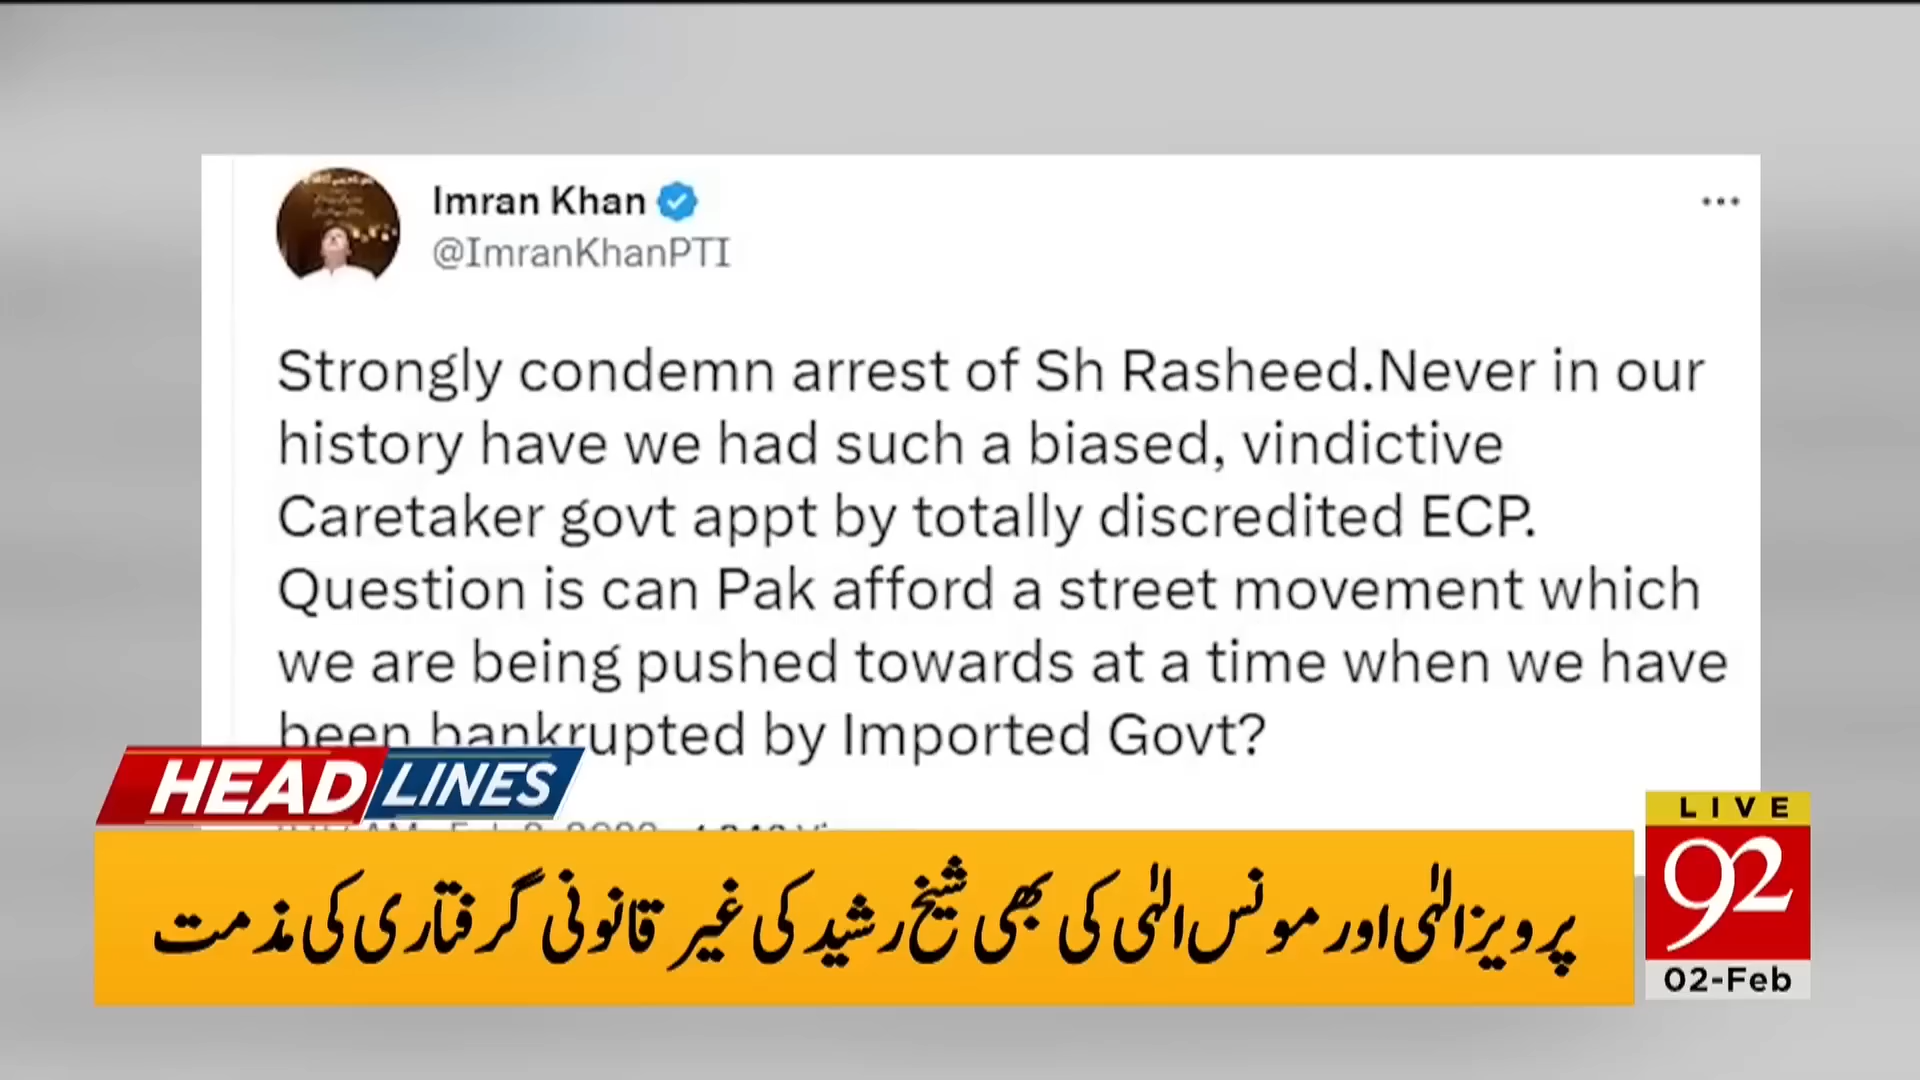 Imran Khan
@ImranKhanPTI
Strongly condemn arrest of Sh Rasheed.Never in our
history have we had such a biased, vindictive
Caretaker govt appt by totally discredited ECP.
Question is can Pak afford a street movement which
we are being pushed towards at a time when we have
been bankrupted by Imported Govt?
HEADLINES
پرویز الٰہی اور مونس الٰہی کی بھی شیخ رشید کی غیر قانونی گرفتاری کی مذمت
LIVE
92
02-Feb